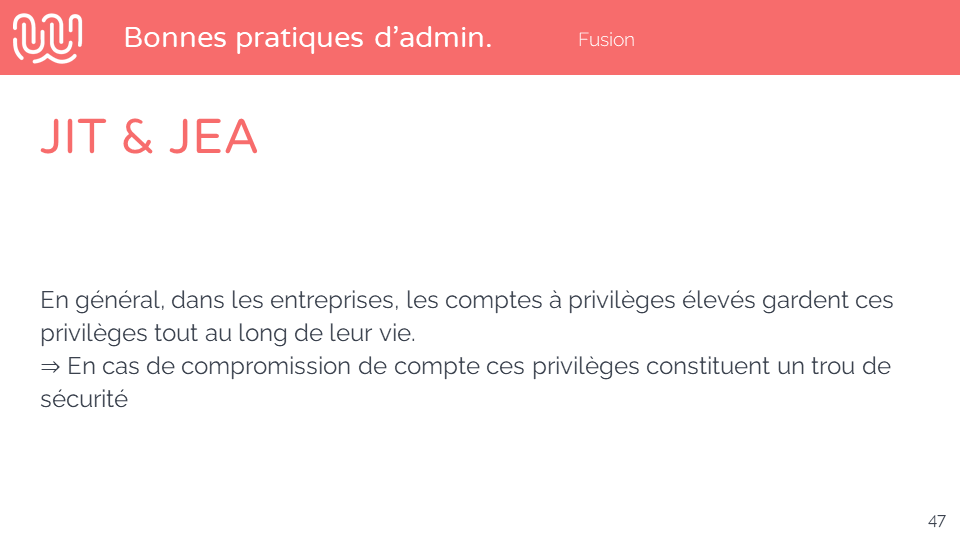 Bonnes pratiques d’admin.
Fusion
JIT & JEA
En général, dans les entreprises, les comptes à privilèges élevés gardent ces
privilèges tout au long de leur vie.
⇒ En cas de compromission de compte ces privilèges constituent un trou de
sécurité
47